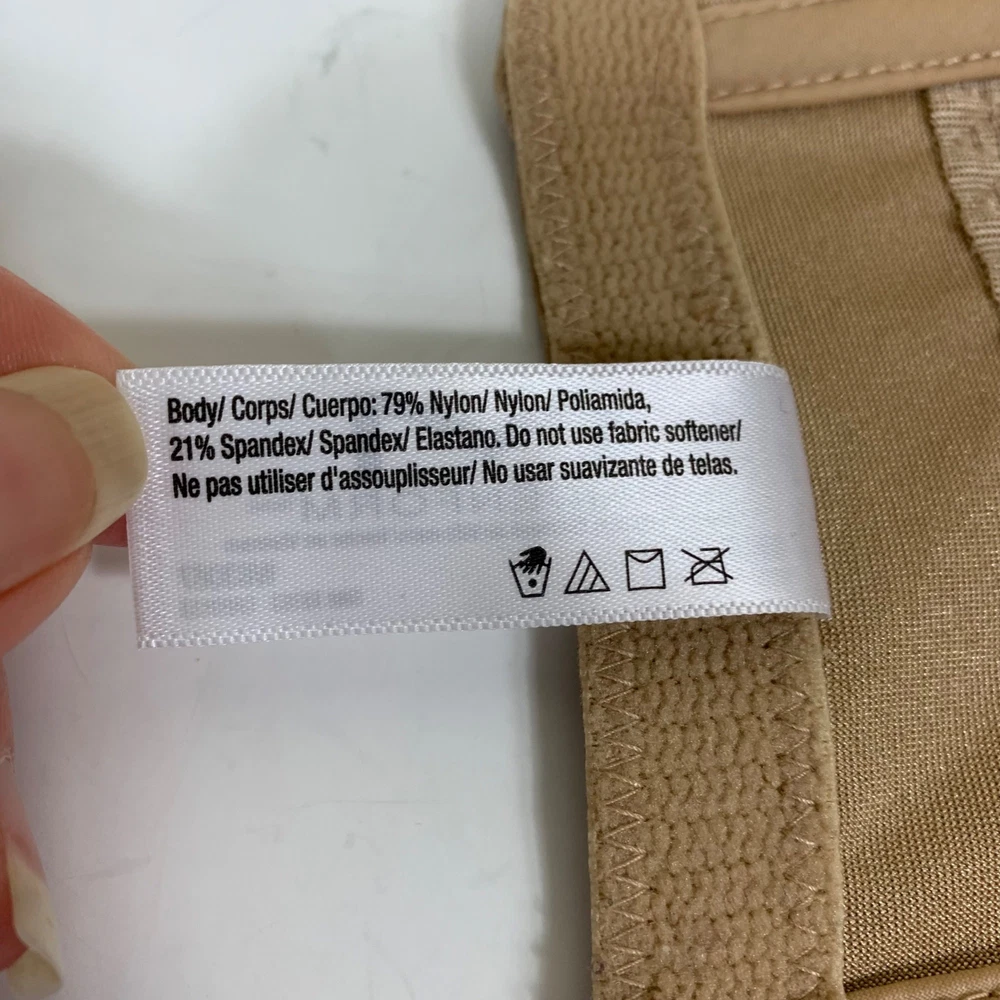 Body/ Corps/ Cuerpo: 79% Nylon/ Nylon/ Poliamida,
21% Spandex/ Spandex/ Elastano. Do not use fabric softener/
Ne pas utiliser d'assouplisseur/ No usar suavizante de telas.